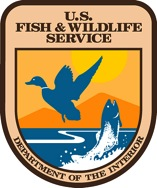 U.S.
FISH & WILDLIFE
SERVICE
DEPARTMENT OF THE INTERIOR